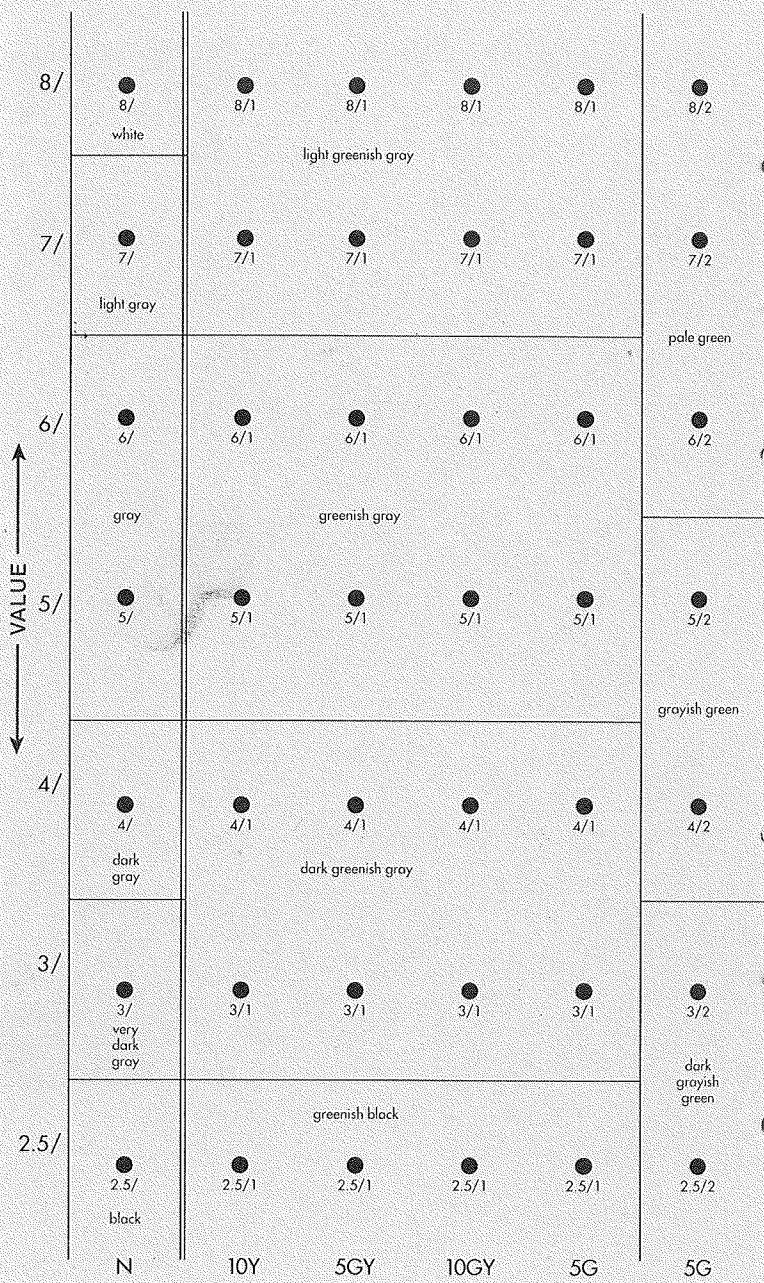 8/ 8/ 8/1 8/1 8/1 8/1 8/2
white
light greenish gray
7/ 7/ 7/1 7/1 7/1 7/1 7/2
light gray
pale green
6/ 6/ 6/1 6/1 6/1 6/1 6/2
gray greenish gray
VALUE
5/ 5/ 5/1 5/1 5/1 5/1 5/2
grayish green
4/ 4/ 4/1 4/1 4/1 4/1 4/2
dark
gray
dark greenish gray
3/ 3/ 3/1 3/1 3/1 3/1 3/2
very
dark
gray
dark
grayish
green
greenish black
2.5/ 2.5/ 2.5/1 2.5/1 2.5/1 2.5/1 2.5/2
black
N 10Y 5GY 10GY 5G 5G